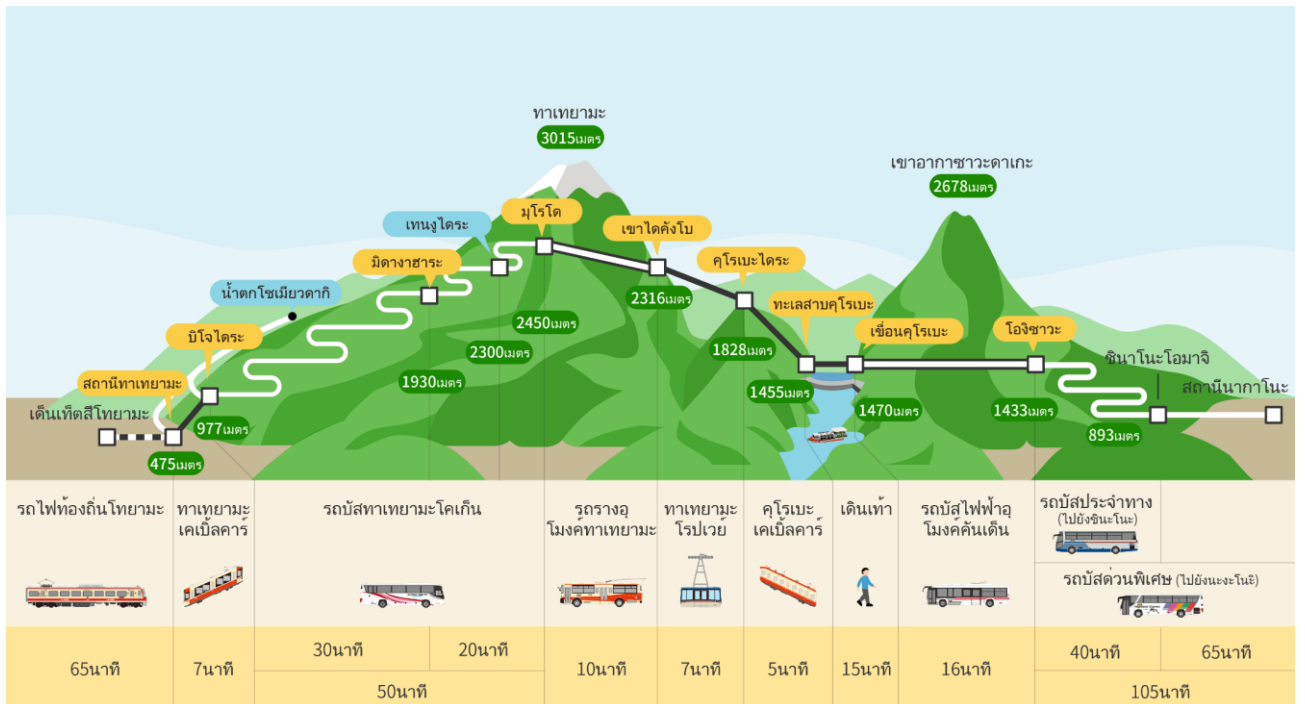 ทาเทยามะ
3015เมตร
เขาอากาซาวะดาเกะ
2678เมตร
มุโรโด
เทนงูไดระ
เขาไดคังโบ
มิดางาฮาระ
คุโรเบะไดระ
น้ำตกโชเมียวดากิ
2316เมตร
ทะเลสาบคุโรเบะ
2450เมตร
เขื่อนคุโรเบะ
โองิซาวะ
บิโจไดระ
2300เมตร
1828เมตร
ชินาโนะโอมาจิ
สถานีทาเทยามะ
1930เมตร
1455เมตร
สถานีนากาโนะ
เด็นเท็ตสึโทยามะ
1470เมตร
1433เมตร
977เมตร
893เมตร
475เมตร
รถไฟท้องถิ่นโทยามะ
ทาเทยามะ
เคเบิ้ลคาร์
รถบัสทาเทยามะโคเก็น
รถรางอุ
โมงค์ทาเทยามะ
ทาเทยามะ
โรปเวย์
คุโรเบะ
เคเบิ้ลคาร์
เดินเท้า
รถบัสไฟฟ้าอุ
โมงค์คันเด็น
รถบัสประจำทาง
(ไปยังชินะโนะ)
รถบัสด่วนพิเศษ (ไปยังนะงะโนะ)
65นาที
7นาที
30นาที
20นาที
50นาที
10นาที
7นาที
5นาที
15นาที
16นาที
40นาที
65นาที
105นาที